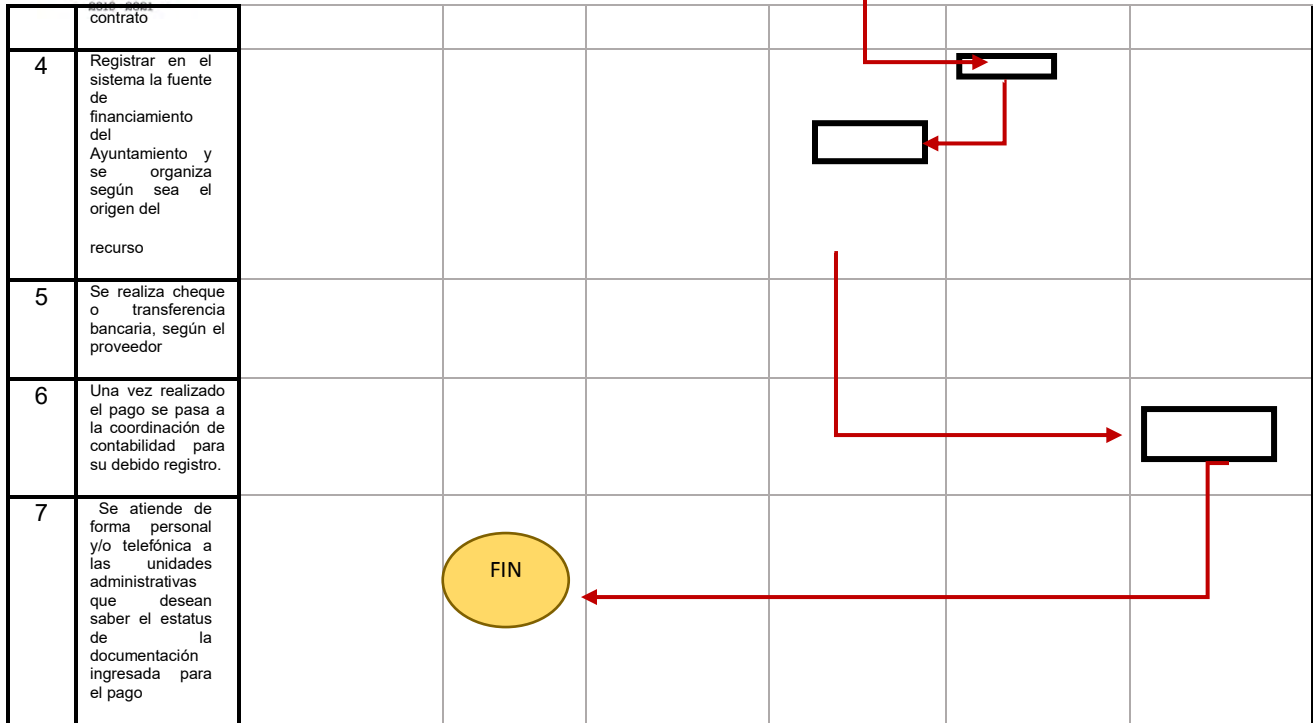 2019 2021
contrato
4
Registrar en el
sistema la fuente
de
financiamiento
del
Ayuntamiento y
se organiza
según sea el
origen del
recurso
5
Se realiza cheque
o transferencia
bancaria, según el
proveedor
6
Una vez realizado
el pago se pasa a
la coordinación de
contabilidad para
su debido registro.
7
Se atiende de
forma personal
y/o telefónica a
las unidades
administrativas
que desean
saber el estatus
de la
documentación
ingresada para
el pago
FIN